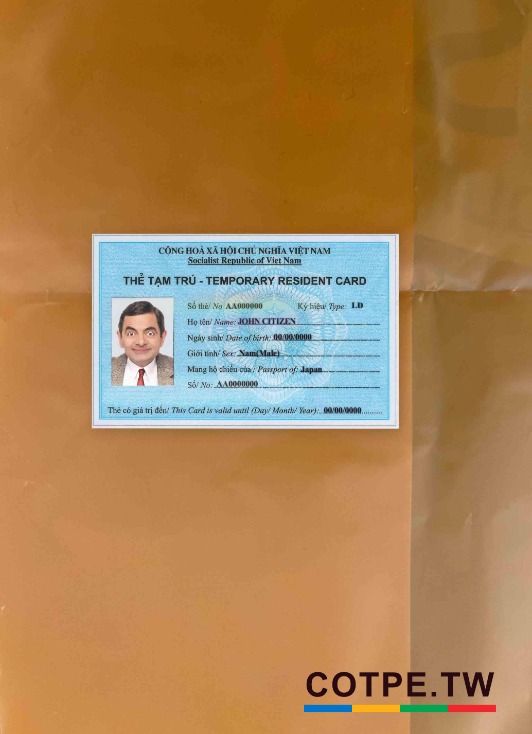 CỘNG HOÀ XÃ HỘI CHỦ NGHĨA VIỆT NAM
Socialist Republic of Viet Nam
THẺ TẠM TRÚ - TEMPORARY RESIDENT CARD
Số thẻ/ No AA000000 Ký hiệu/ Type: LD
Họ tên/ Name: JOHN CITIZEN
Ngày sinh/ Date of birth: 00/00/0000
Giới tính/ Sex: Nam(Male)
Mang hộ chiếu của / Passport of: Japan
Số/ No: AA0000000
Thẻ có giá trị đến/ This Card is valid until (Day/ Month/ Year): 00/00/0000
COTPE.TW